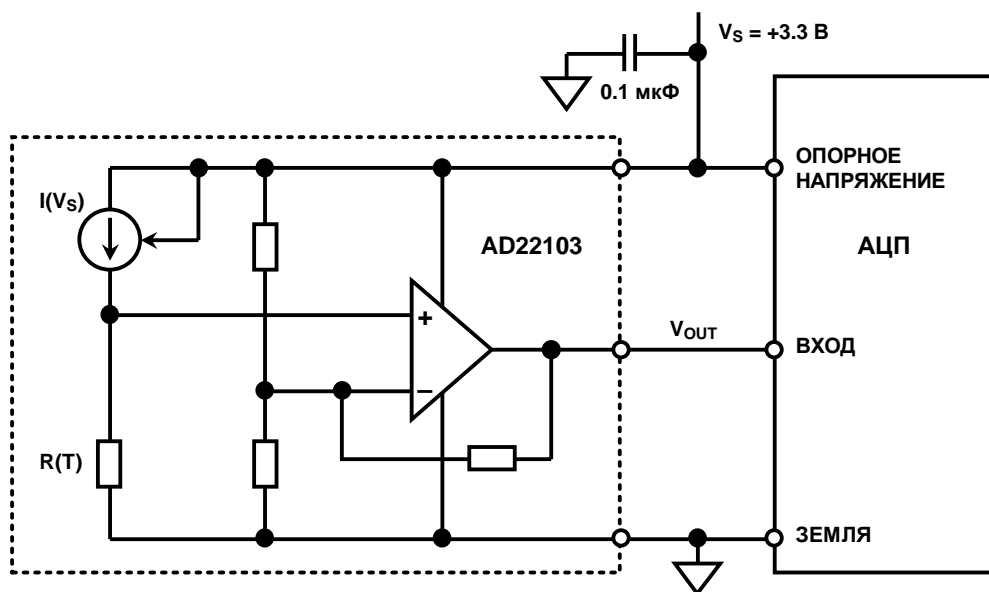 V_S = +3.3 В
0.1 мкФ
ОПОРНОЕ
НАПРЯЖЕНИЕ
I(V_S)
AD22103
АЦП
+
V_OUT
ВХОД
–
R(T)
ЗЕМЛЯ